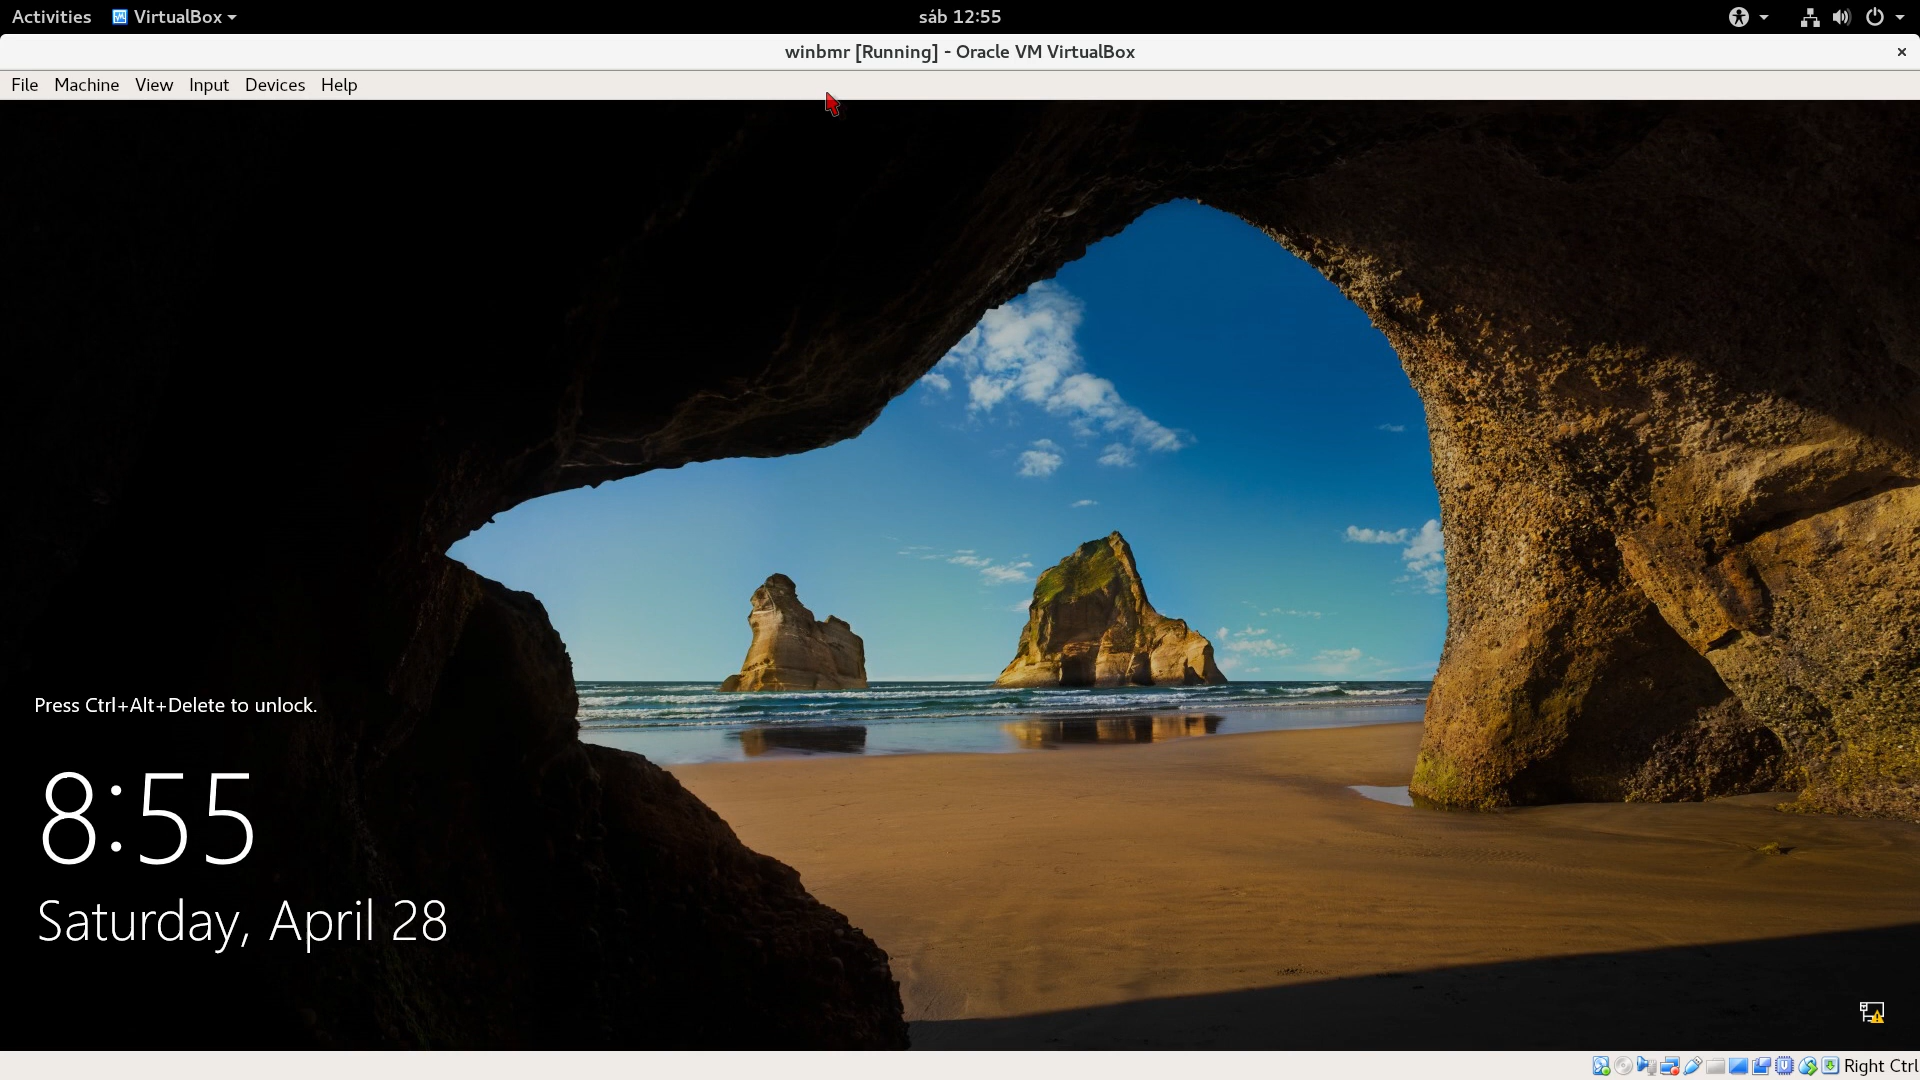 Activities VirtualBox sáb 12:55
winbmr [Running] - Oracle VM VirtualBox
File Machine View Input Devices Help
Press Ctrl+Alt+Delete to unlock.
8:55
Saturday, April 28
Right Ctrl